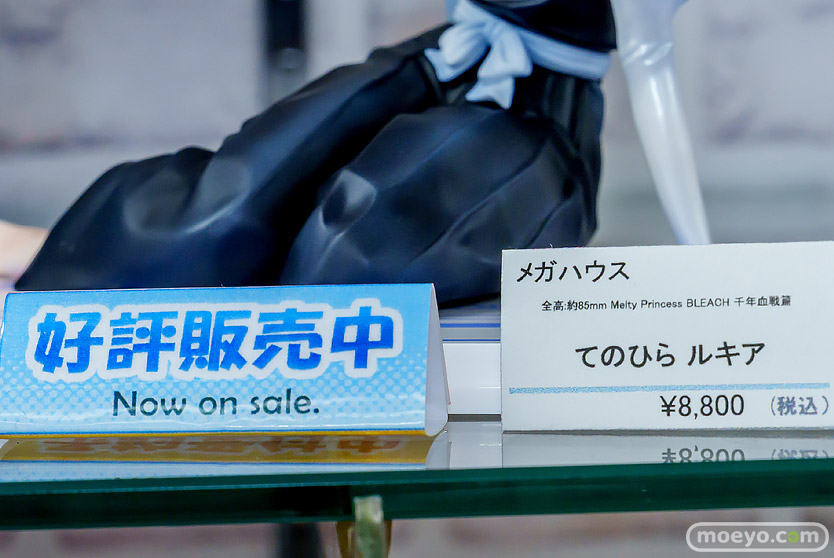 好評販売中
Now on sale.
メガハウス
全高:約85mm Melty Princess BLEACH 千年血戦篇
てのひら ルキア
¥8,800 (税込)
moeyo.com